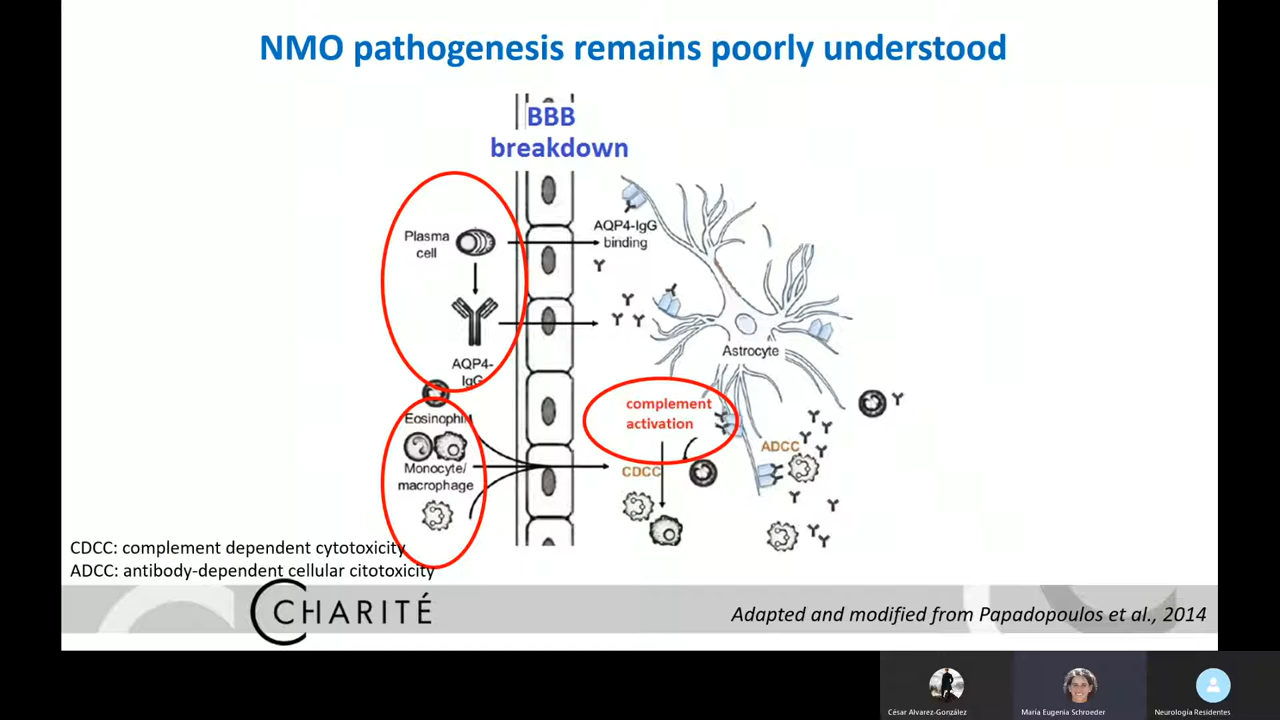 NMO pathogenesis remains poorly understood
BBB
breakdown
Plasma
cell
AQP4-
IgG
AQP4-IgG
binding
Astrocyte
Eosinophil
Monocyte/
macrophage
complement
activation
CDCC
ADCC
CDCC: complement dependent cytotoxicity
ADCC: antibody-dependent cellular citotoxicity
CHARITÉ
Adapted and modified from Papadopoulos et al., 2014
César Alvarez-González
María Eugenia Schroeder
Neurología Residentes